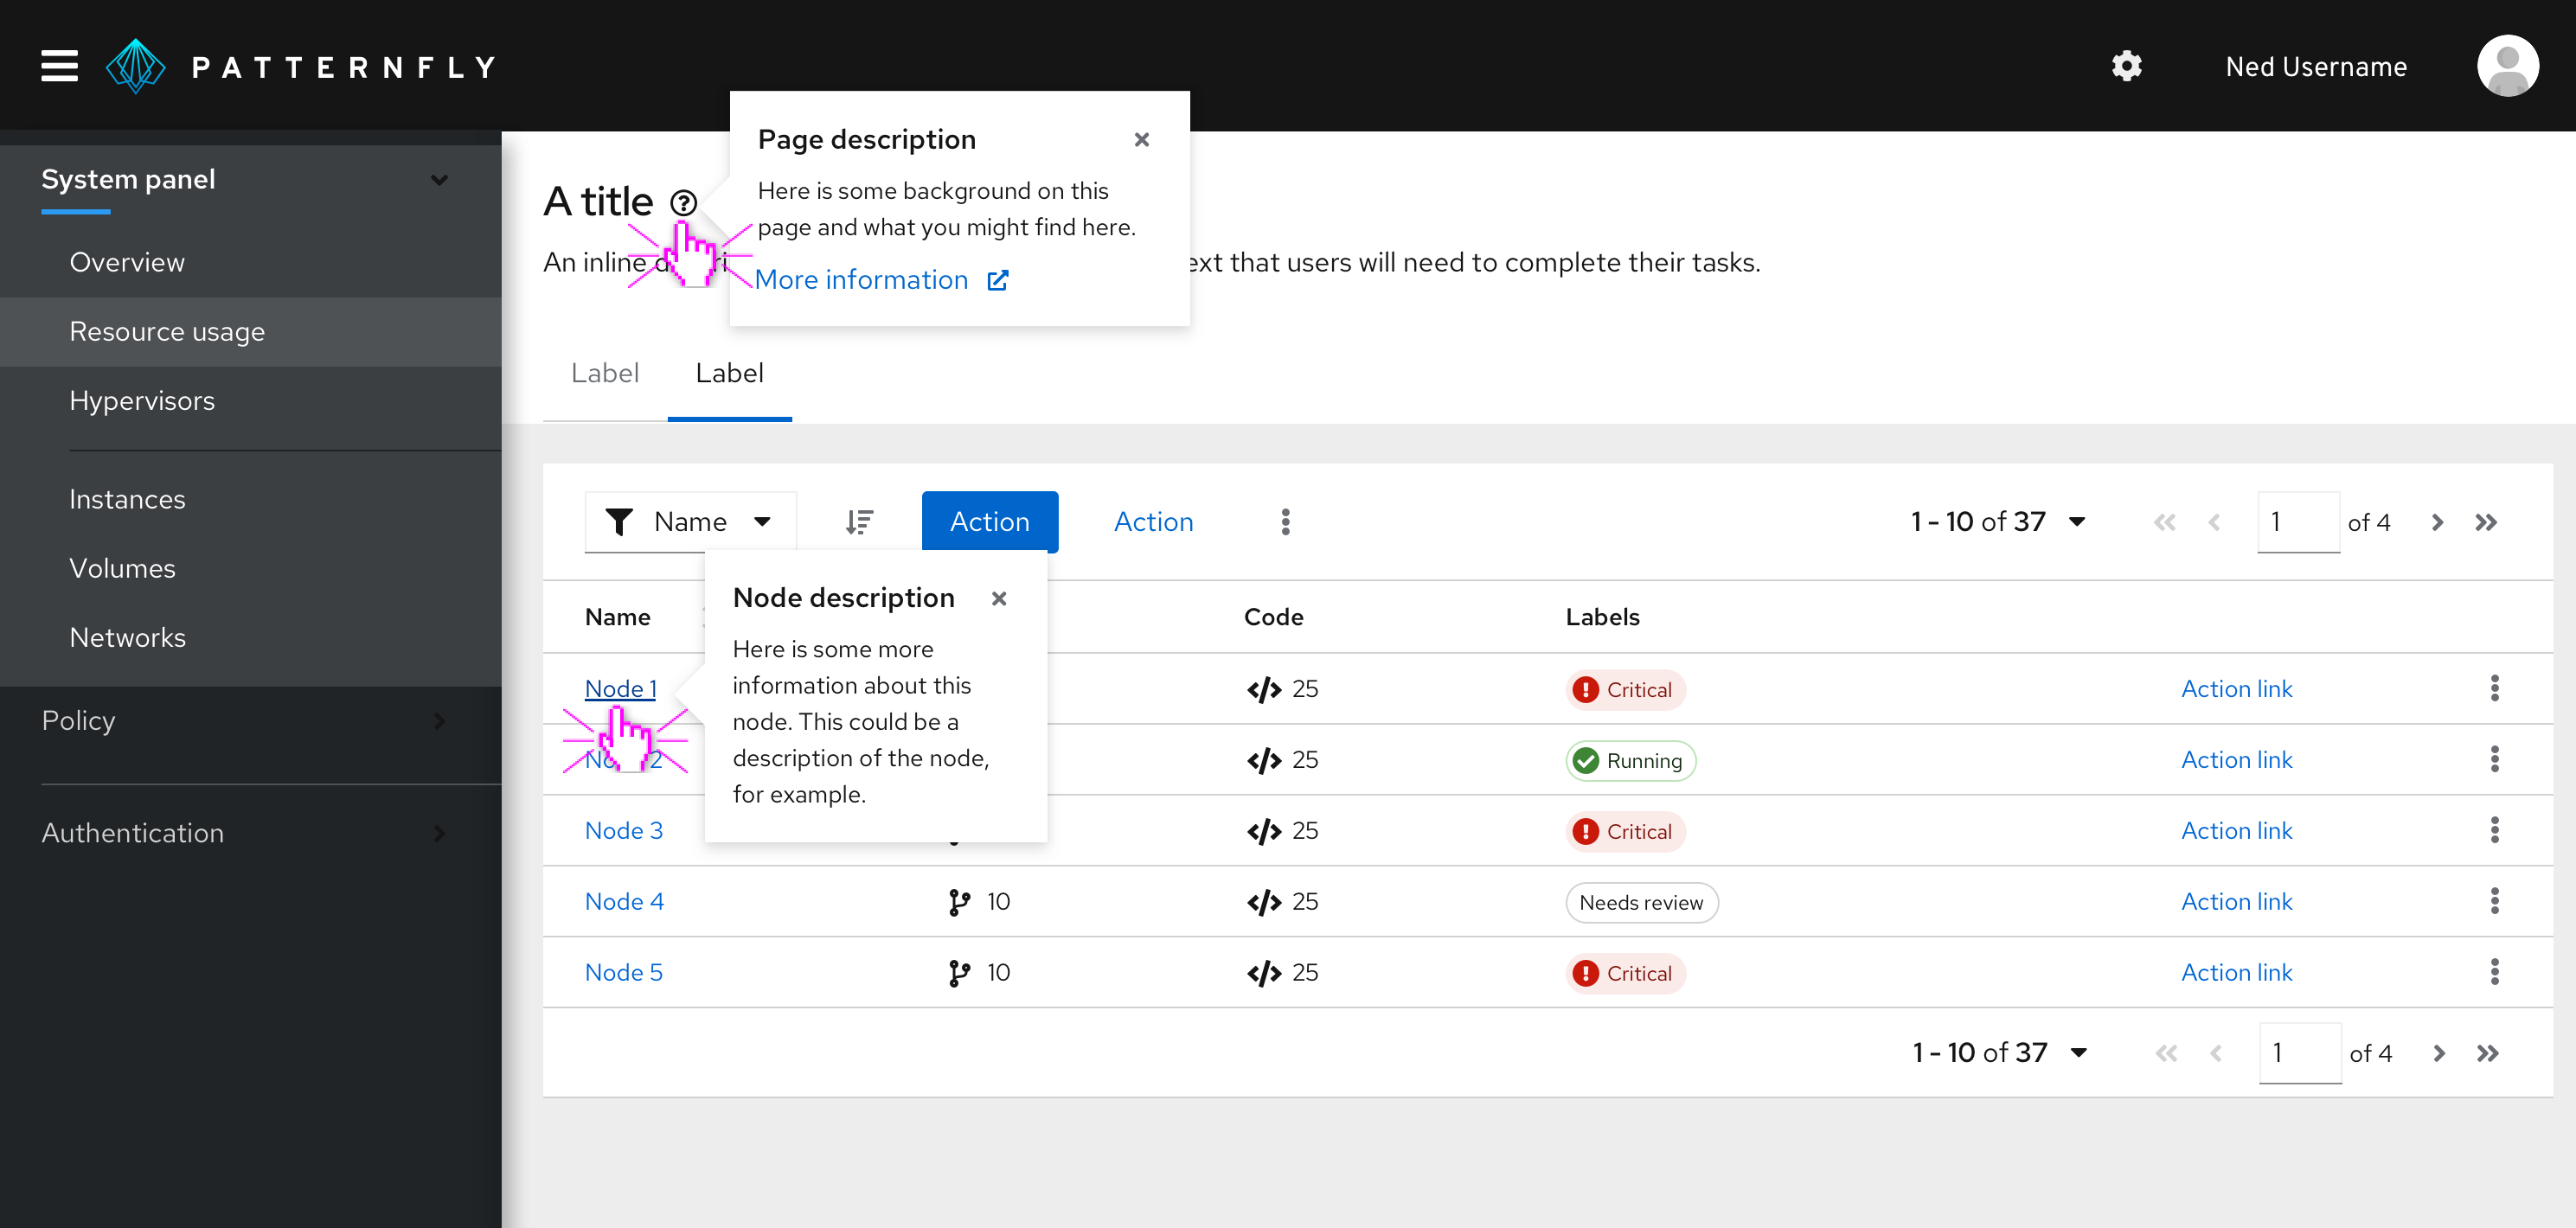 PATTERNFLY
Ned Username
System panel
Overview
Resource usage
Hypervisors
Instances
Volumes
Networks
Policy
Authentication
A title
Page description
Here is some background on this
page and what you might find here.
More information
An inline
that users will need to complete their tasks.
Label
Label
Name
Action
Action
1 - 10 of 37
1
of 4
Name
Code
Labels
Node description
Here is some more
information about this
node. This could be a
description of the node,
for example.
Node 1
25
Critical
Action link
2
25
Running
Action link
Node 3
25
Critical
Action link
Node 4
10
25
Needs review
Action link
Node 5
10
25
Critical
Action link
1 - 10 of 37
1
of 4